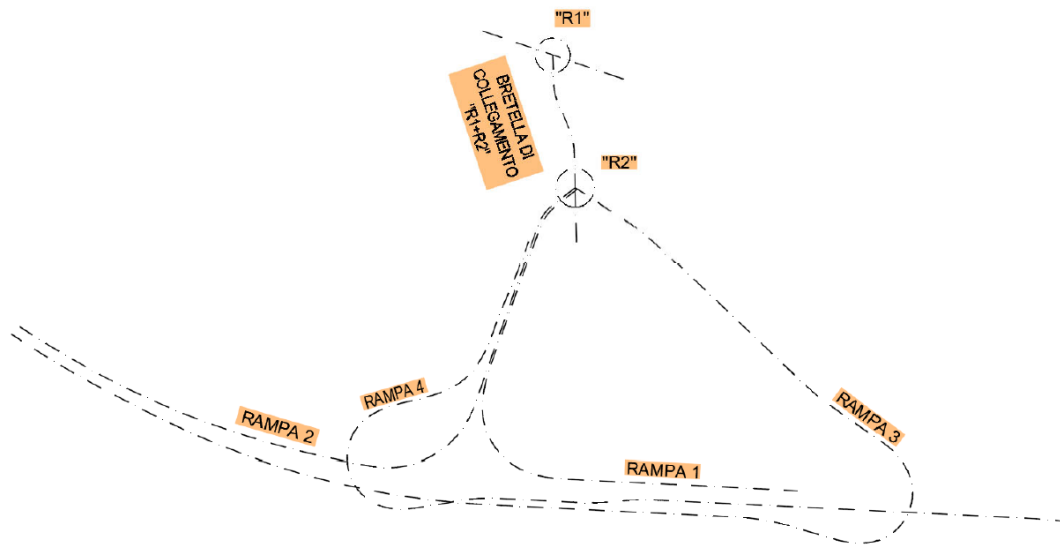 "R1"
BRETELLA DI
COLLEGAMENTO
"R1+R2"
"R2"
RAMPA 4
RAMPA 2
RAMPA 3
RAMPA 1